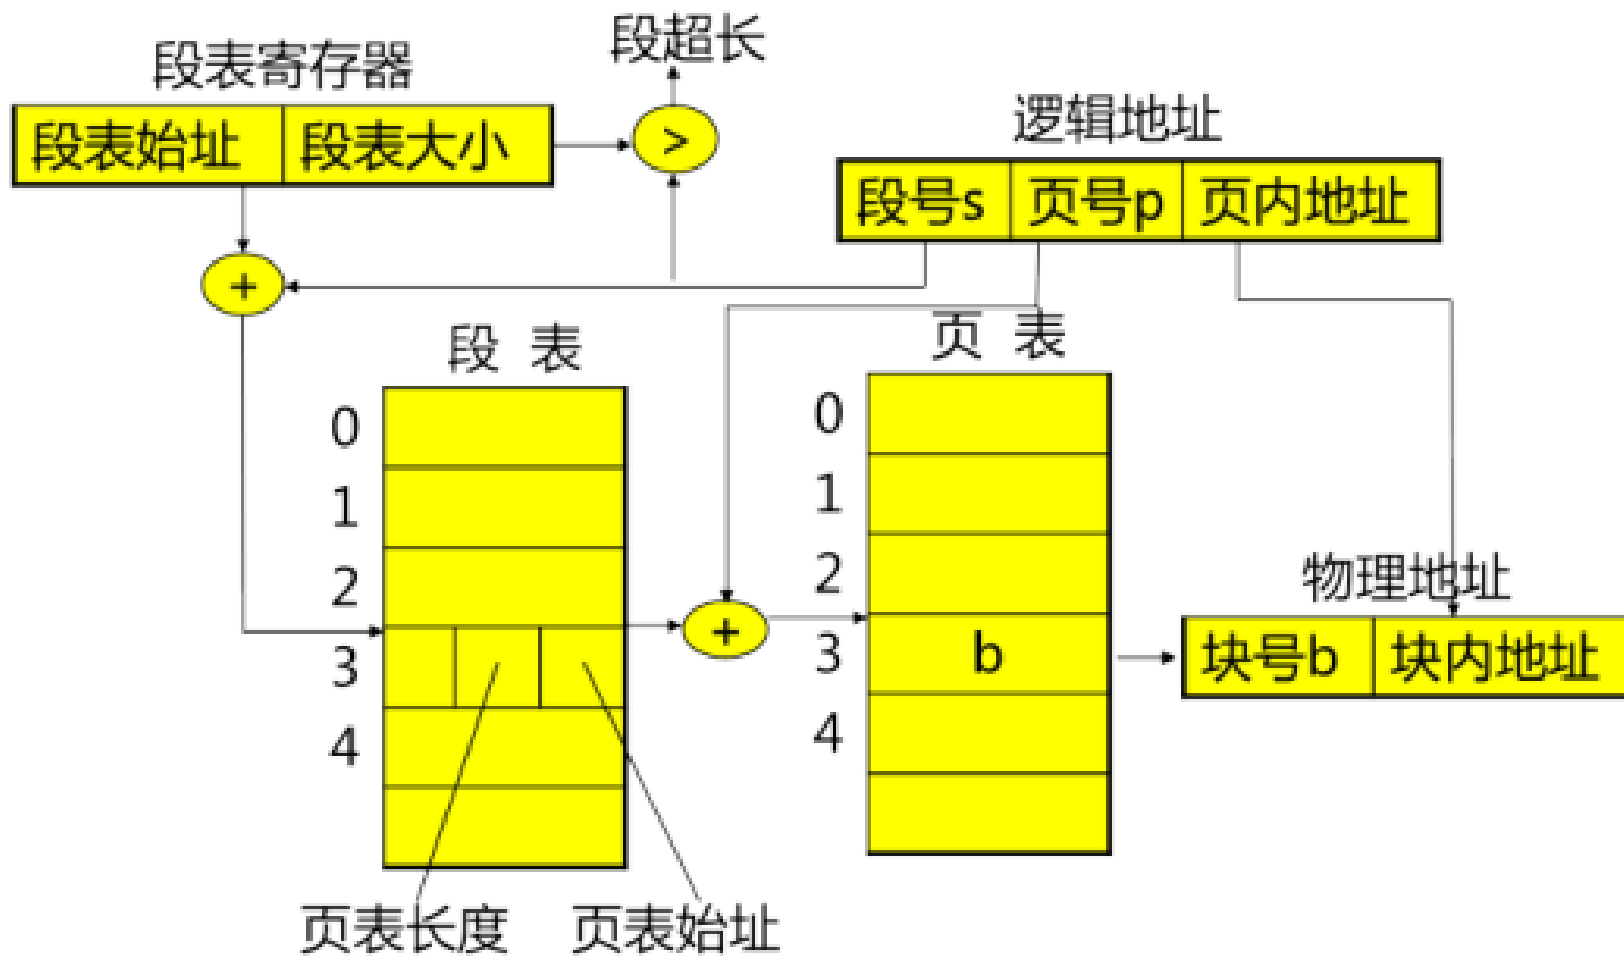 段超长
段表寄存器
段表始址 段表大小
>
逻辑地址
段号s 页号p 页内地址
+
段 表
页 表
0
1
2
3
4
+
0
1
2
3
4
b
物理地址
块号b 块内地址
页表长度 页表始址